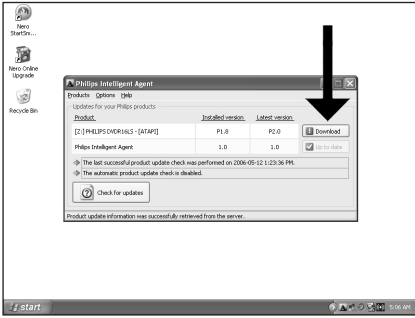 Nero
StartSm...
Nero Online
Upgrade
Recycle Bin
Philips Intelligent Agent
Products Options Help
Updates for your Philips products
Product Installed version Latest version
[Z:] PHILIPS DVDR16LS - [ATAPI] P1.8 P2.0 Download
Philips Intelligent Agent 1.0 1.0 Up to date
The last successful product update check was performed on 2006-05-12 1:23:36 PM.
The automatic product update check is disabled.
Check for updates
Product update information was successfully retrieved from the server.
start 5:06 AM